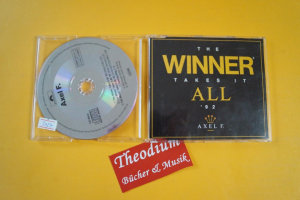 Axel F.
THE
WINNER
TAKES IT
ALL
'92
AXEL F.
Theodium
Bücher & Musik